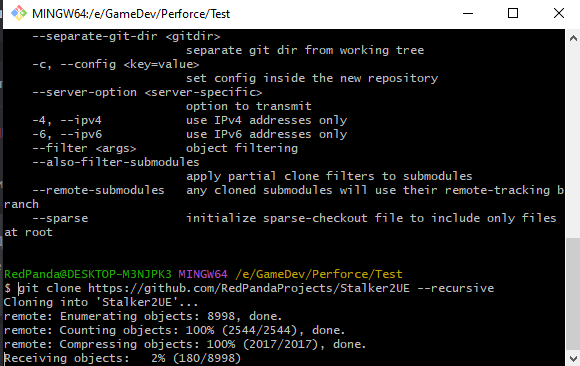 MINGW64:/e/GameDev/Perforce/Test
--separate-git-dir <gitdir>
separate git dir from working tree
-c, --config <key=value>
set config inside the new repository
--server-option <server-specific>
option to transmit
-4, --ipv4 use IPv4 addresses only
-6, --ipv6 use IPv6 addresses only
--filter <args> object filtering
--also-filter-submodules
apply partial clone filters to submodules
--remote-submodules any cloned submodules will use their remote-tracking b
ranch
--sparse initialize sparse-checkout file to include only files
at root
RedPanda@DESKTOP-M3NJPK3 MINGW64 /e/GameDev/Perforce/Test
$ git clone https://github.com/RedPandaProjects/Stalker2UE --recursive
Cloning into 'Stalker2UE'...
remote: Enumerating objects: 8998, done.
remote: Counting objects: 100% (2544/2544), done.
remote: Compressing objects: 100% (2017/2017), done.
Receiving objects: 2% (180/8998)